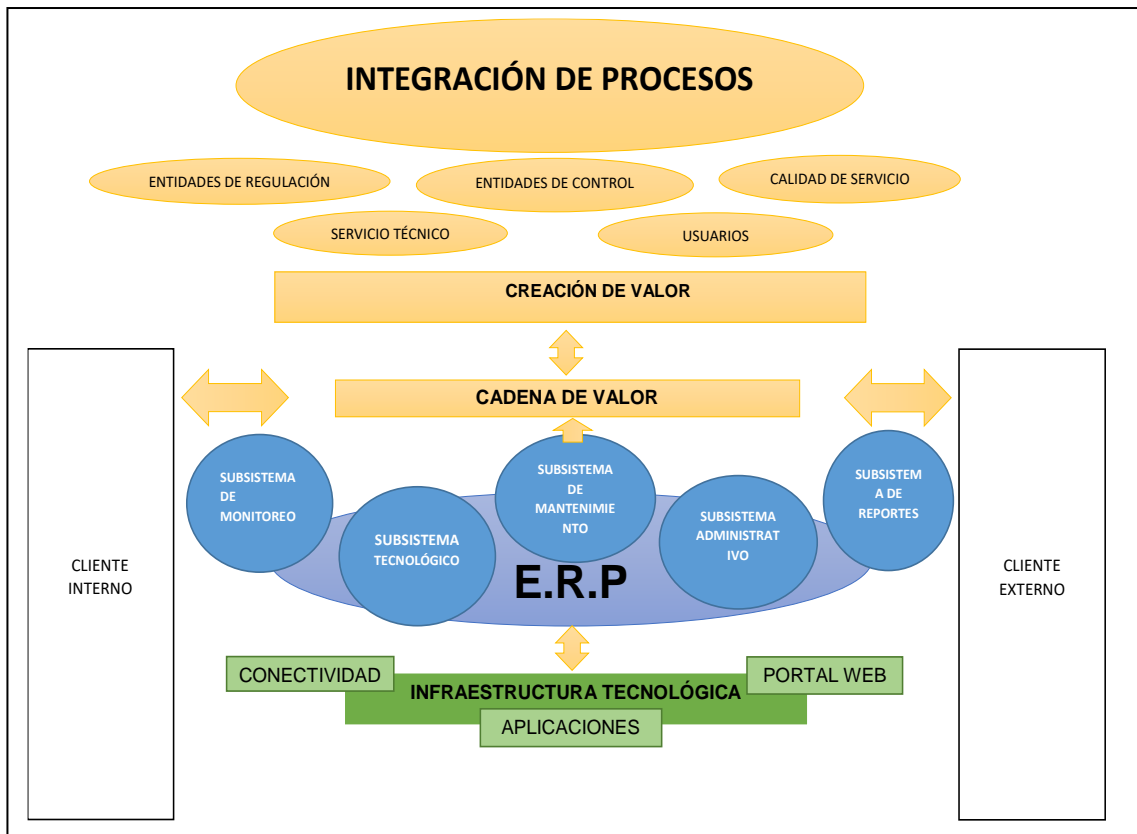 INTEGRACIÓN DE PROCESOS
ENTIDADES DE REGULACIÓN
ENTIDADES DE CONTROL
CALIDAD DE SERVICIO
SERVICIO TÉCNICO
USUARIOS
CREACIÓN DE VALOR
CADENA DE VALOR
CLIENTE
INTERNO
SUBSISTEMA
DE
MONITOREO
SUBSISTEMA
TECNOLÓGICO
SUBSISTEMA
DE
MANTENIMIE
NTO
SUBSISTEMA
ADMINISTRAT
IVO
SUBSISTEM
A DE
REPORTES
CLIENTE
EXTERNO
E.R.P
CONECTIVIDAD
PORTAL WEB
INFRAESTRUCTURA TECNOLÓGICA
APLICACIONES